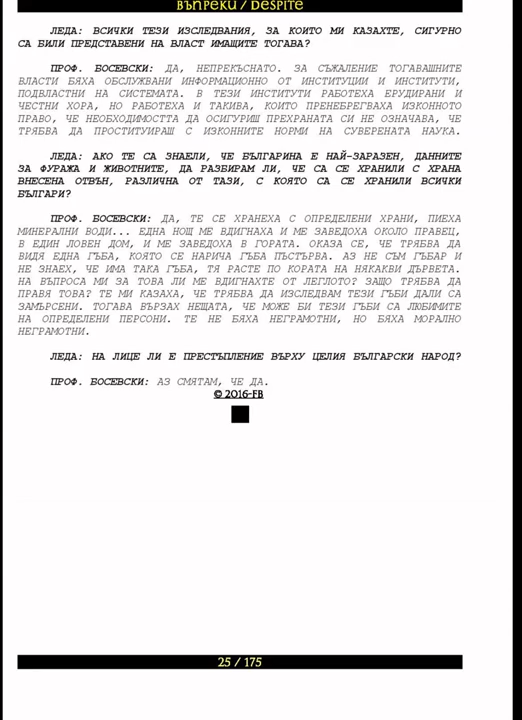 ВЪПРЕКИ / DESPITE
ЛЕДА: ВСИЧКИ ТЕЗИ ИЗСЛЕДВАНИЯ, ЗА КОИТО МИ КАЗАХТЕ, СИГУРНО
СА БИЛИ ПРЕДСТАВЕНИ НА ВЛАСТ ИМАЩИТЕ ТОГАВА?
ПРОФ. БОСЕВСКИ: ДА, НЕПРЕКЪСНАТО. ЗА СЪЖАЛЕНИЕ ТОГАВАШНИТЕ
ВЛАСТИ БЯХА ОБСЛУЖВАНИ ИНФОРМАЦИОННО ОТ ИНСТИТУЦИИ И ИНСТИТУТИ,
ПОДВЛАСТНИ НА СИСТЕМАТА. В ТЕЗИ ИНСТИТУТИ РАБОТЕХА ЕРУДИРАНИ И
ЧЕСТНИ ХОРА, НО РАБОТЕХА И ТАКИВА, КОИТО ПРЕНЕБРЕГВАХА ИЗКОННОТО
ПРАВО, ЧЕ НЕОБХОДИМОСТТА ДА ОСИГУРИШ ПРЕХРАНАТА СИ НЕ ОЗНАЧАВА, ЧЕ
ТРЯБВА ДА ПРОСТИТУИРАШ С ИЗКОННИТЕ НОРМИ НА СУВЕРЕНАТА НАУКА.
ЛЕДА: АКО ТЕ СА ЗНАЕЛИ, ЧЕ БЪЛГАРИНА Е НАЙ-ЗАРАЗЕН, ДАННИТЕ
ЗА ФУРАЖА И ЖИВОТНИТЕ, ДА РАЗБИРАМ ЛИ, ЧЕ СА СЕ ХРАНИЛИ С ХРАНА
ВНЕСЕНА ОТВЪН, РАЗЛИЧНА ОТ ТАЗИ, С КОЯТО СА СЕ ХРАНИЛИ ВСИЧКИ
БЪЛГАРИ?
ПРОФ. БОСЕВСКИ: ДА, ТЕ СЕ ХРАНЕХА С ОПРЕДЕЛЕНИ ХРАНИ, ПИЕХА
МИНЕРАЛНИ ВОДИ... ЕДНА НОЩ МЕ ВДИГНАХА И МЕ ЗАВЕДОХА ОКОЛО ПРАВЕЦ,
В ЕДИН ЛОВЕН ДОМ, И МЕ ЗАВЕДОХА В ГОРАТА. ОКАЗА СЕ, ЧЕ ТРЯБВА ДА
ВИДЯ ЕДНА ГЪБА, КОЯТО СЕ НАРИЧА ГЪБА ПЪСТЪРВА. АЗ НЕ СЪМ ГЪБАР И
НЕ ЗНАЕХ, ЧЕ ИМА ТАКА ГЪБА, ТЯ РАСТЕ ПО КОРАТА НА НЯКАКВИ ДЪРВЕТА.
НА ВЪПРОСА МИ ЗА ТОВА ЛИ МЕ ВДИГНАХТЕ ОТ ЛЕГЛОТО? ЗАЩО ТРЯБВА ДА
ПРАВЯ ТОВА? ТЕ МИ КАЗАХА, ЧЕ ТРЯБВА ДА ИЗСЛЕДВАМ ТЕЗИ ГЪБИ ДАЛИ СА
ЗАМЪРСЕНИ. ТОГАВА ВЪРЗАХ НЕЩАТА, ЧЕ МОЖЕ БИ ТЕЗИ ГЪБИ СА ЛЮБИМИТЕ
НА ОПРЕДЕЛЕНИ ПЕРСОНИ. ТЕ НЕ БЯХА НЕГРАМОТНИ, НО БЯХА МОРАЛНО
НЕГРАМОТНИ.
ЛЕДА: НА ЛИЦЕ ЛИ Е ПРЕСТЪПЛЕНИЕ ВЪРХУ ЦЕЛИЯ БЪЛГАРСКИ НАРОД?
ПРОФ. БОСЕВСКИ: АЗ СМЯТАМ, ЧЕ ДА.
© 2016-FB
25 / 175